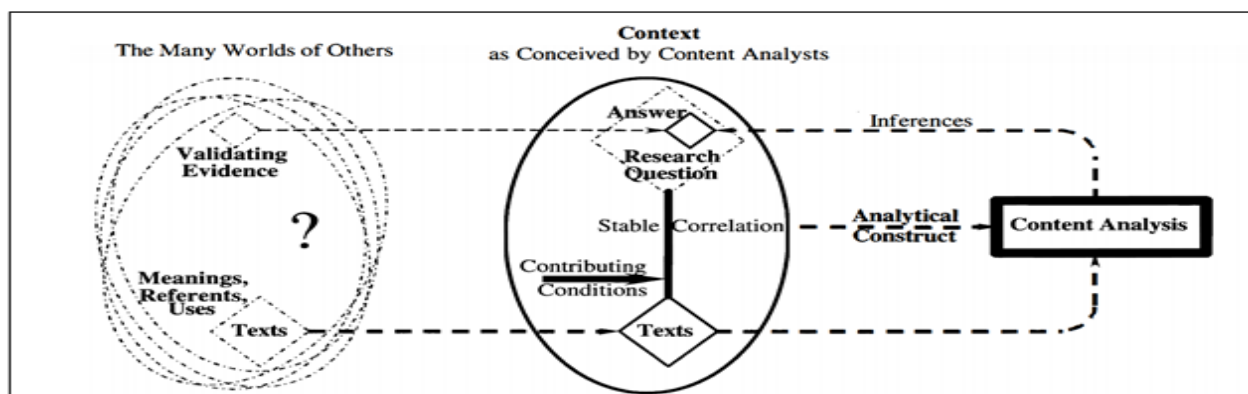 The Many Worlds of Others
Context
as Conceived by Content Analysts
Validating
Evidence
?
Meanings,
Referents,
Uses
Texts
Answer
Research
Question
Stable Correlation
Contributing
Conditions
Texts
Inferences
Analytical
Construct
Content Analysis